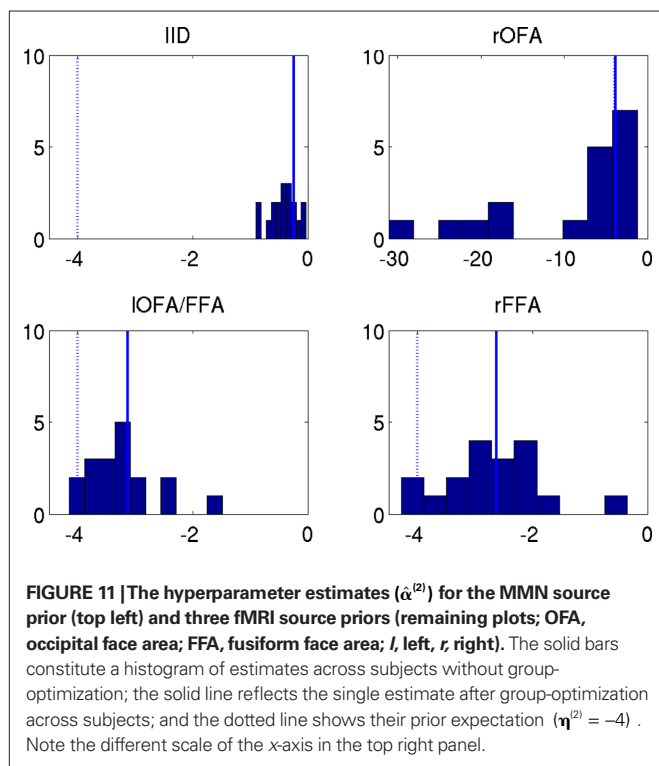 IID
rOFA
10
5
0
-4
-2
0
10
5
0
-30
-20
-10
0
lOFA/FFA
rFFA
10
5
0
-4
-2
0
10
5
0
-4
-2
0
FIGURE 11 | The hyperparameter estimates (α̂⁽²⁾) for the MMN source
prior (top left) and three fMRI source priors (remaining plots; OFA,
occipital face area; FFA, fusiform face area; l, left, r, right). The solid bars
constitute a histogram of estimates across subjects without group-
optimization; the solid line reflects the single estimate after group-optimization
across subjects; and the dotted line shows their prior expectation (η⁽²⁾ = −4) .
Note the different scale of the x-axis in the top right panel.